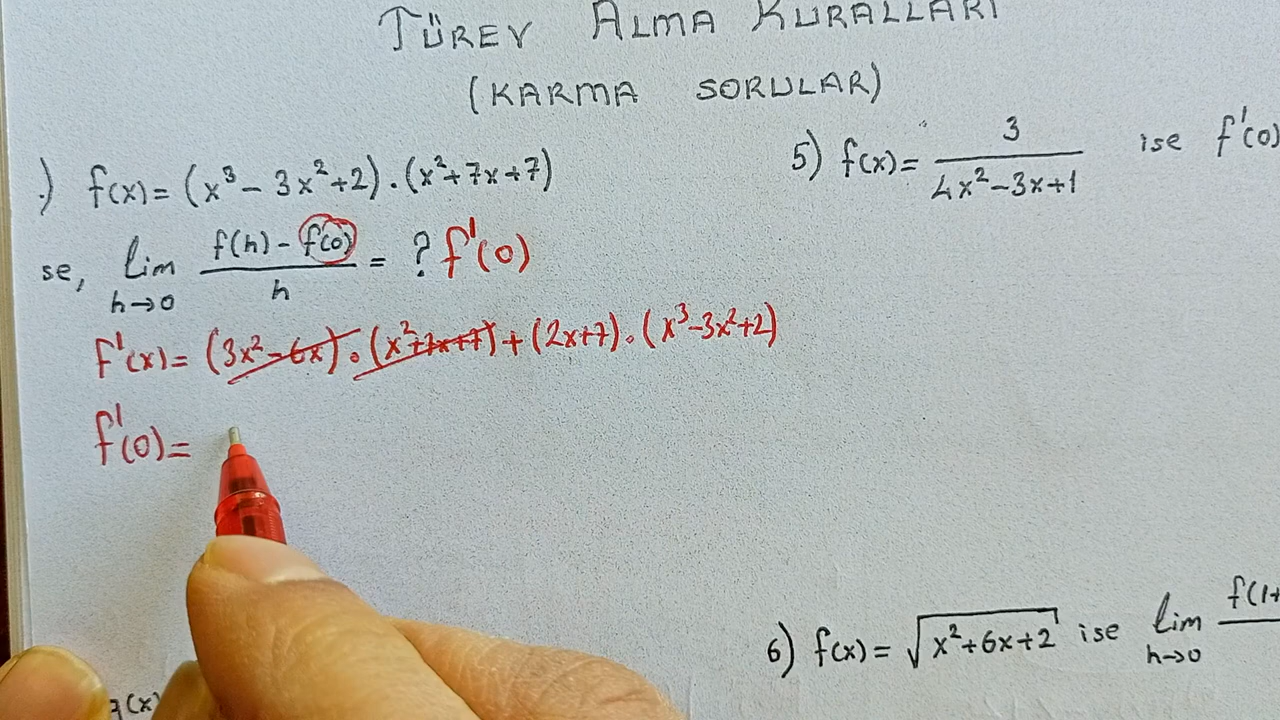 TÜREV ALMA KURALLARI
(KARMA SORULAR)
.) f(x) = (x³ - 3x² + 2) . (x² + 7x + 7)
se, lim h→0 (f(h) - f(0))/h = ? f'(0)
f'(x) = (3x² - 6x) . (x² + 7x + 7) + (2x + 7) . (x³ - 3x² + 2)
f'(0) =
5) f(x) = 3/(4x² - 3x + 1) ise f'(0)
6) f(x) = √(x² + 6x + 2) ise lim h→0 f(1+